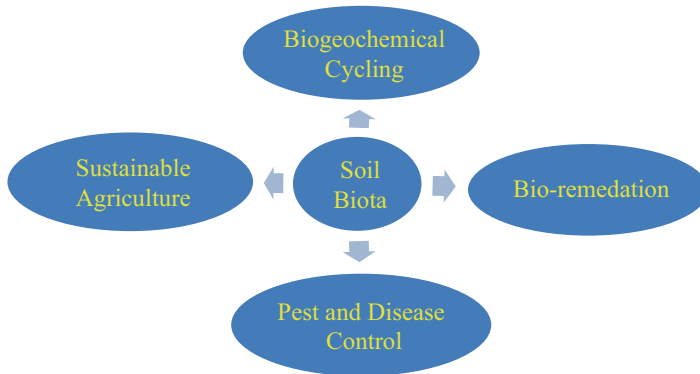 Biogeochemical
Cycling
Sustainable
Agriculture
Soil
Biota
Bio-remedation
Pest and Disease
Control